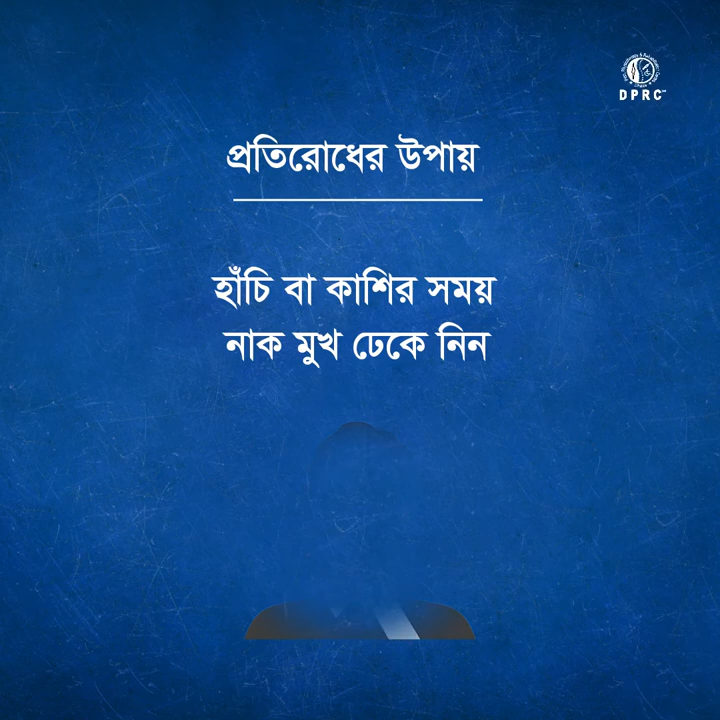 DPRC
প্রতিরোধের উপায়
হাঁচি বা কাশির সময়
নাক মুখ ঢেকে নিন